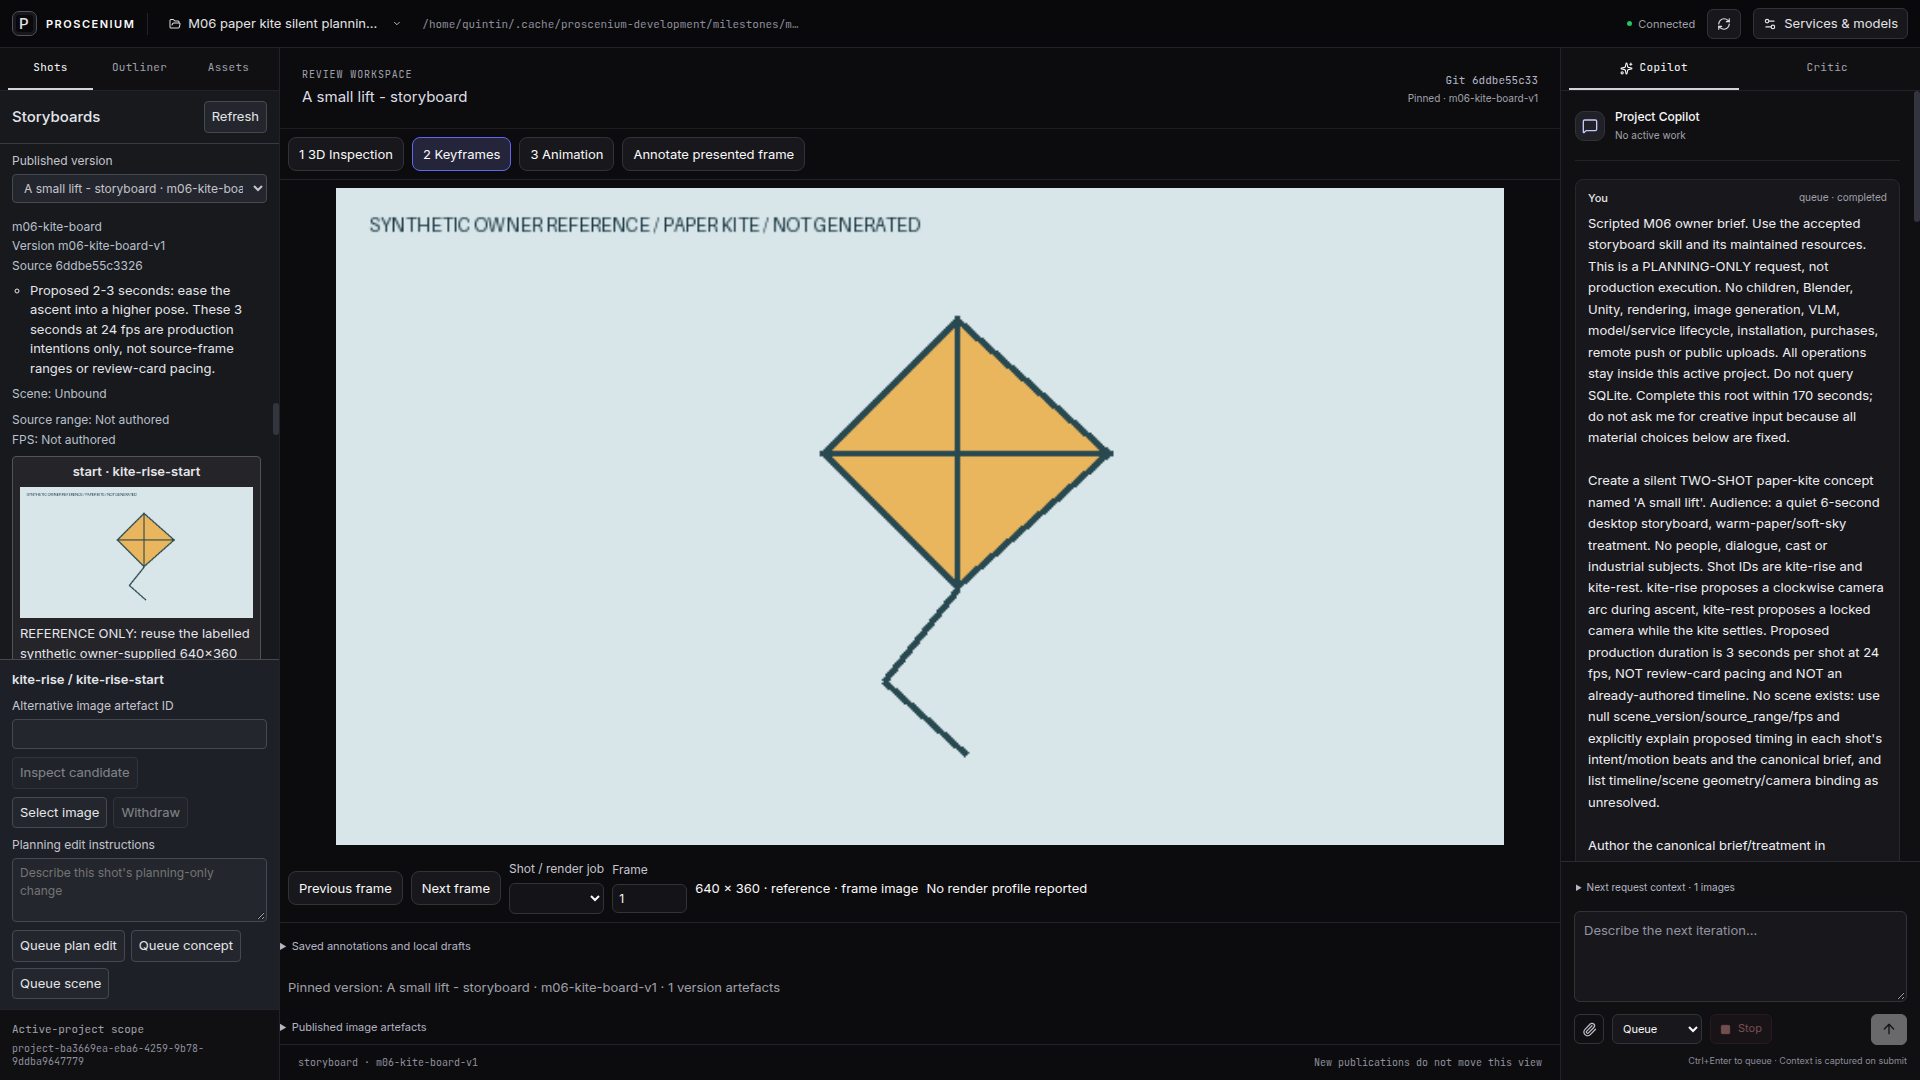 P PROSCENIUM
M06 paper kite silent plannin...
/home/quintin/.cache/proscenium-development/milestones/m…
Connected
Services & models
Shots
Outliner
Assets
Storyboards
Refresh
Published version
A small lift - storyboard · m06-kite-boa
m06-kite-board
Version m06-kite-board-v1
Source 6ddbe55c3326
Proposed 2-3 seconds: ease the
ascent into a higher pose. These 3
seconds at 24 fps are production
intentions only, not source-frame
ranges or review-card pacing.
Scene: Unbound
Source range: Not authored
FPS: Not authored
start · kite-rise-start
SYNTHETIC OWNER REFERENCE / PAPER KITE / NOT GENERATED
REFERENCE ONLY: reuse the labelled
synthetic owner-supplied 640×360
kite-rise / kite-rise-start
Alternative image artefact ID
Inspect candidate
Select image
Withdraw
Planning edit instructions
Describe this shot's planning-only
change
Queue plan edit
Queue concept
Queue scene
Active-project scope
project-ba3669ea-eba6-4259-9b78-
9ddba9647779
REVIEW WORKSPACE
A small lift - storyboard
Git 6ddbe55c33
Pinned · m06-kite-board-v1
1 3D Inspection
2 Keyframes
3 Animation
Annotate presented frame
SYNTHETIC OWNER REFERENCE / PAPER KITE / NOT GENERATED
Previous frame
Next frame
Shot / render job
Frame
1
640 × 360 · reference · frame image
No render profile reported
Saved annotations and local drafts
Pinned version: A small lift - storyboard · m06-kite-board-v1 · 1 version artefacts
Published image artefacts
storyboard · m06-kite-board-v1
New publications do not move this view
Copilot
Critic
Project Copilot
No active work
You
queue · completed
Scripted M06 owner brief. Use the accepted
storyboard skill and its maintained resources.
This is a PLANNING-ONLY request, not
production execution. No children, Blender,
Unity, rendering, image generation, VLM,
model/service lifecycle, installation, purchases,
remote push or public uploads. All operations
stay inside this active project. Do not query
SQLite. Complete this root within 170 seconds;
do not ask me for creative input because all
material choices below are fixed.
Create a silent TWO-SHOT paper-kite concept
named 'A small lift'. Audience: a quiet 6-second
desktop storyboard, warm-paper/soft-sky
treatment. No people, dialogue, cast or
industrial subjects. Shot IDs are kite-rise and
kite-rest. kite-rise proposes a clockwise camera
arc during ascent, kite-rest proposes a locked
camera while the kite settles. Proposed
production duration is 3 seconds per shot at 24
fps, NOT review-card pacing and NOT an
already-authored timeline. No scene exists: use
null scene_version/source_range/fps and
explicitly explain proposed timing in each shot's
intent/motion beats and the canonical brief, and
list timeline/scene geometry/camera binding as
unresolved.
Author the canonical brief/treatment in
Next request context · 1 images
Describe the next iteration...
Queue
Stop
Ctrl+Enter to queue · Context is captured on submit